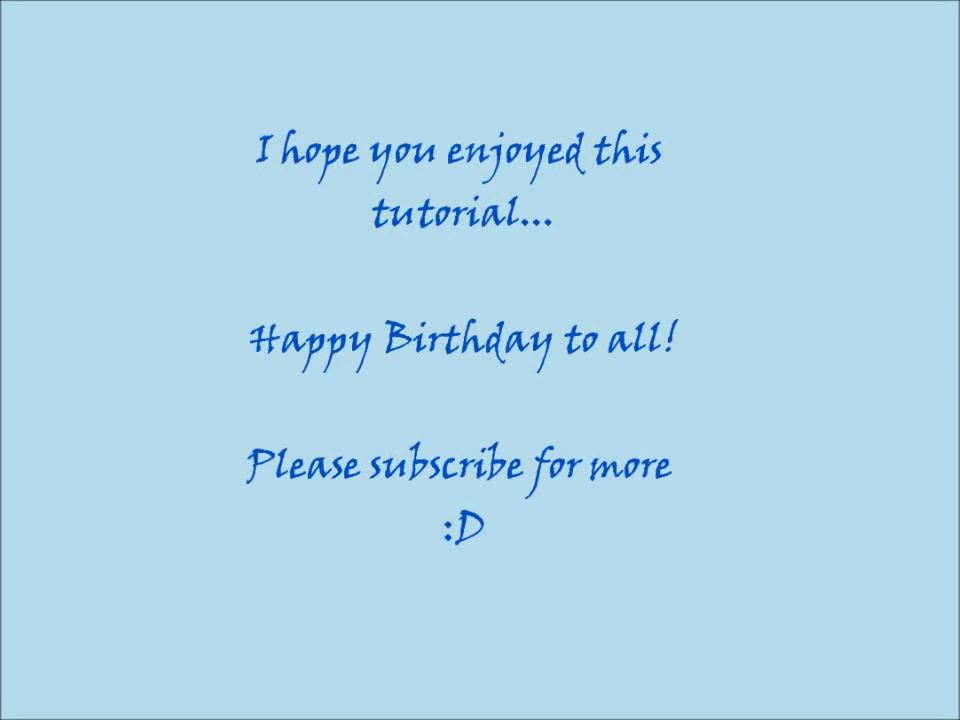 I hope you enjoyed this
tutorial...
Happy Birthday to all!
Please subscribe for more
:D